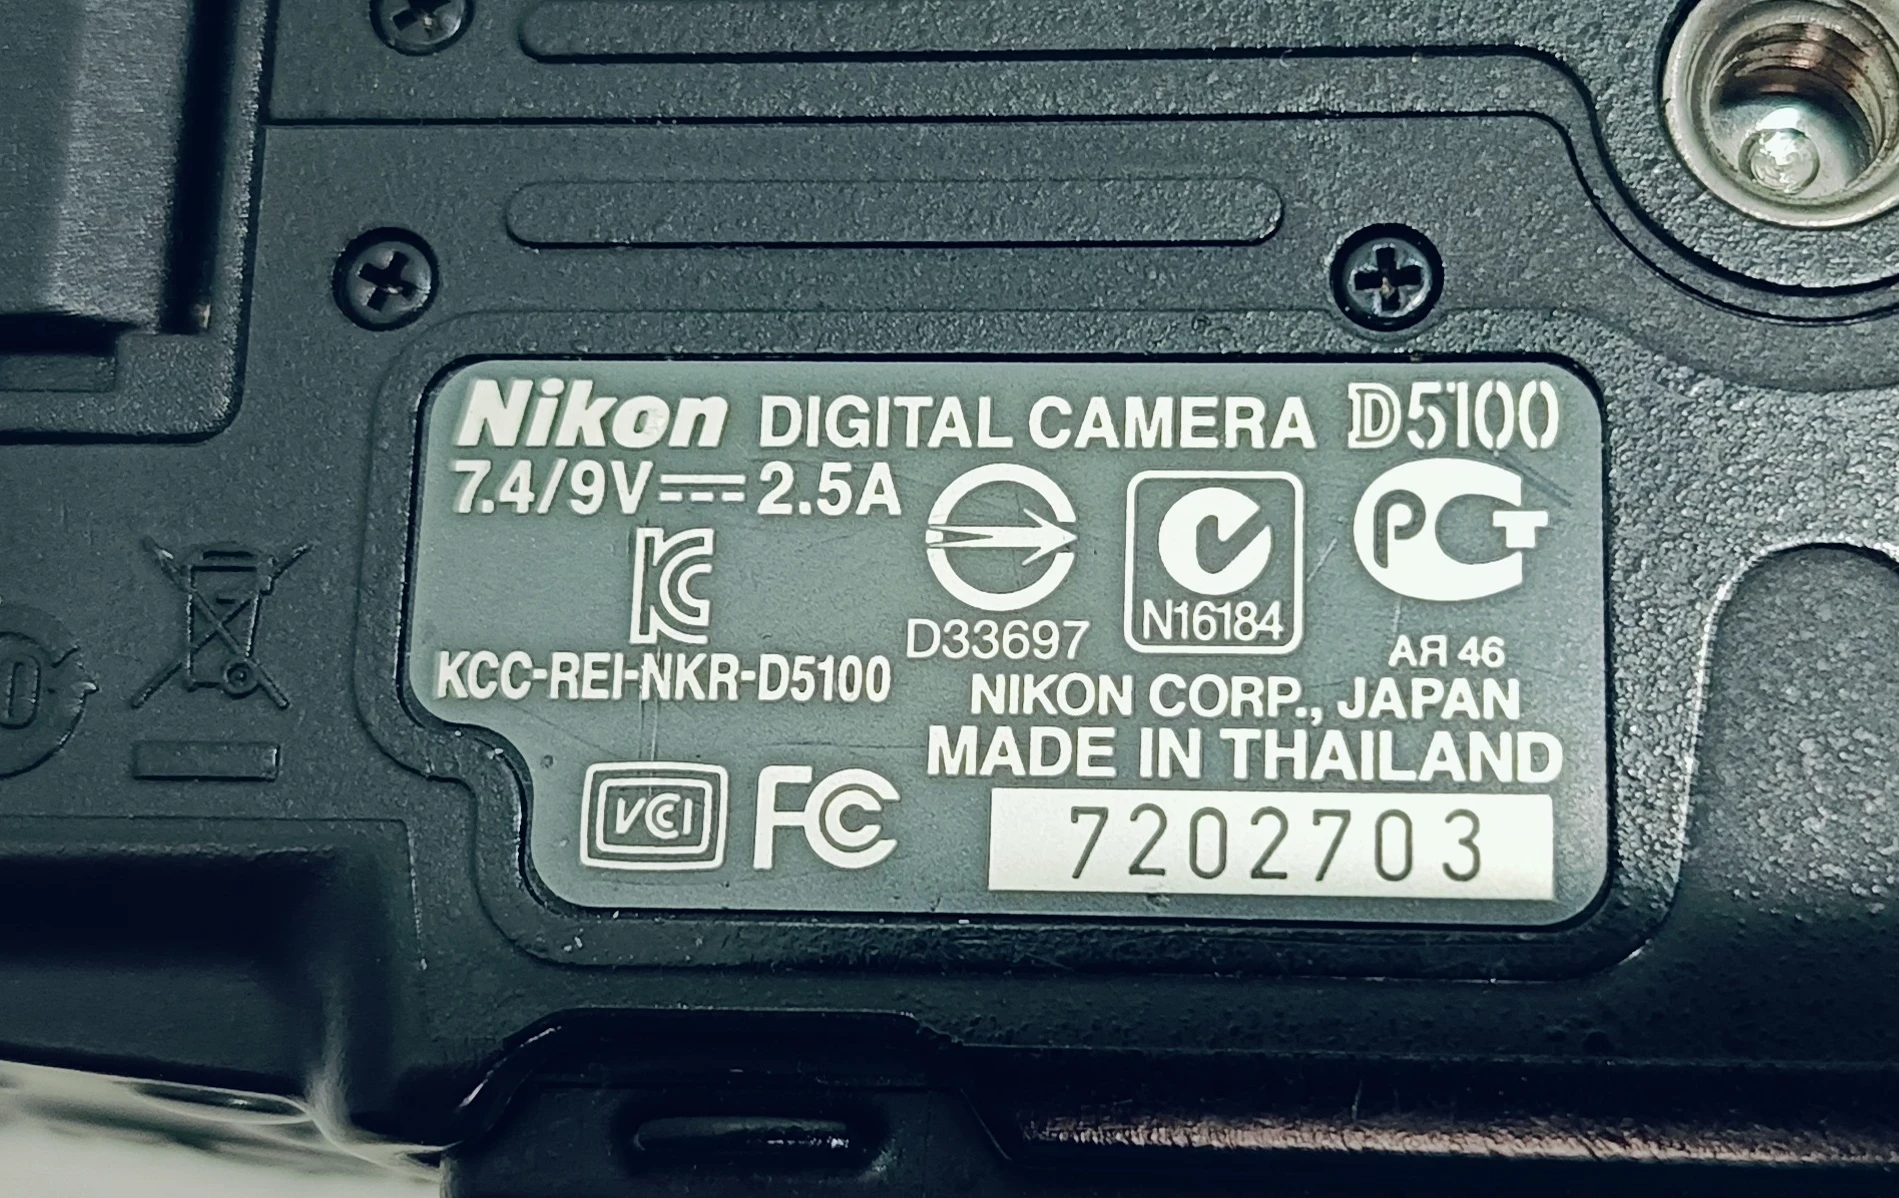 Nikon DIGITAL CAMERA D5100
7.4/9V 2.5A
KCC-REI-NKR-D5100
D33697
N16184
РСТ
АЯ 46
NIKON CORP., JAPAN
MADE IN THAILAND
VCCI FC
7202703